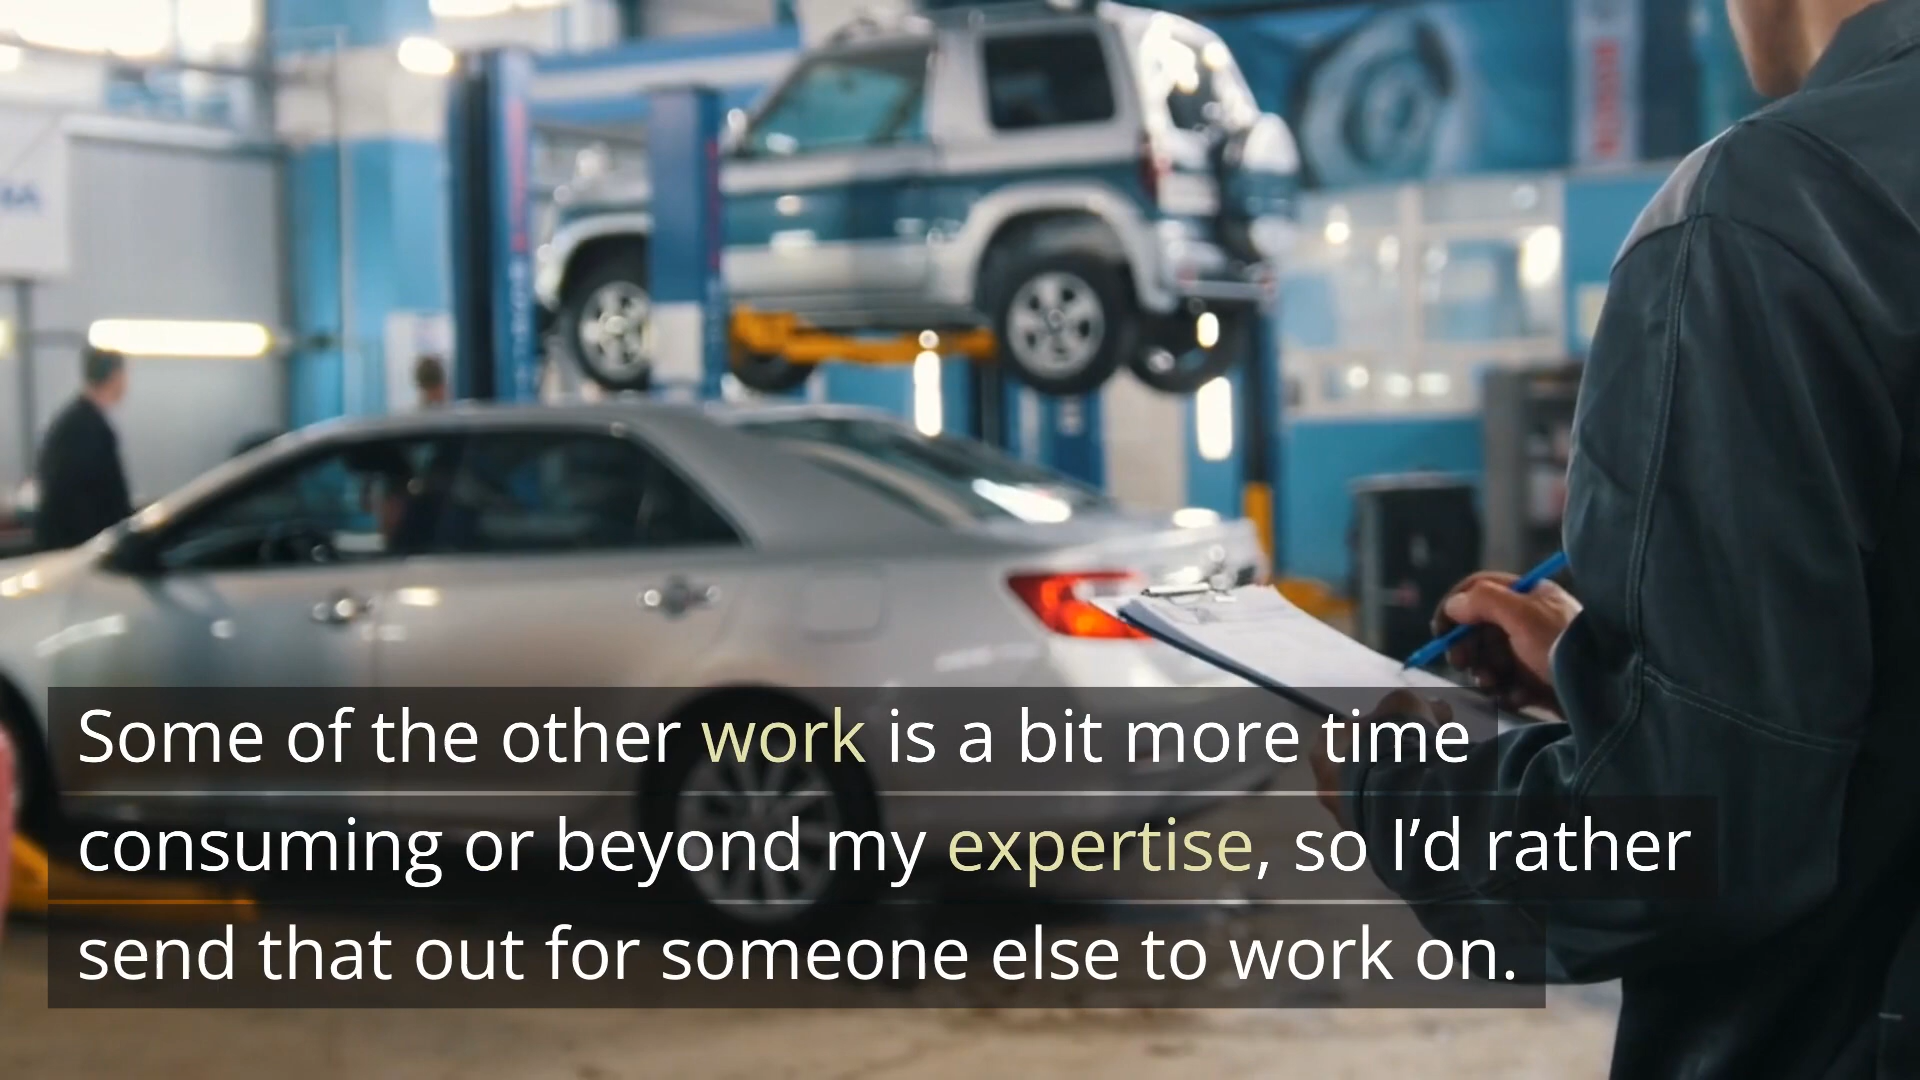 Some of the other work is a bit more time
consuming or beyond my expertise, so I’d rather
send that out for someone else to work on.